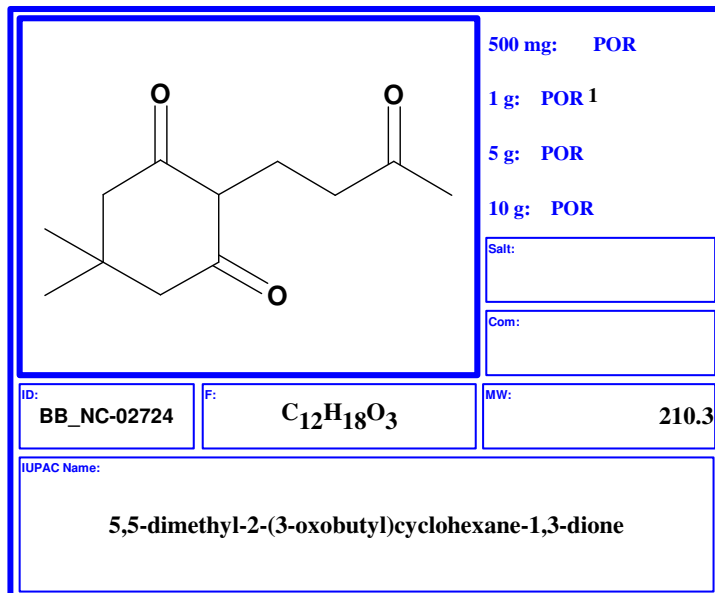 500 mg: POR
1 g: POR 1
5 g: POR
10 g: POR
O
O
O
Salt:
Com:
ID:
BB_NC-02724
F:
C12H18O3
MW:
210.3
IUPAC Name:
5,5-dimethyl-2-(3-oxobutyl)cyclohexane-1,3-dione